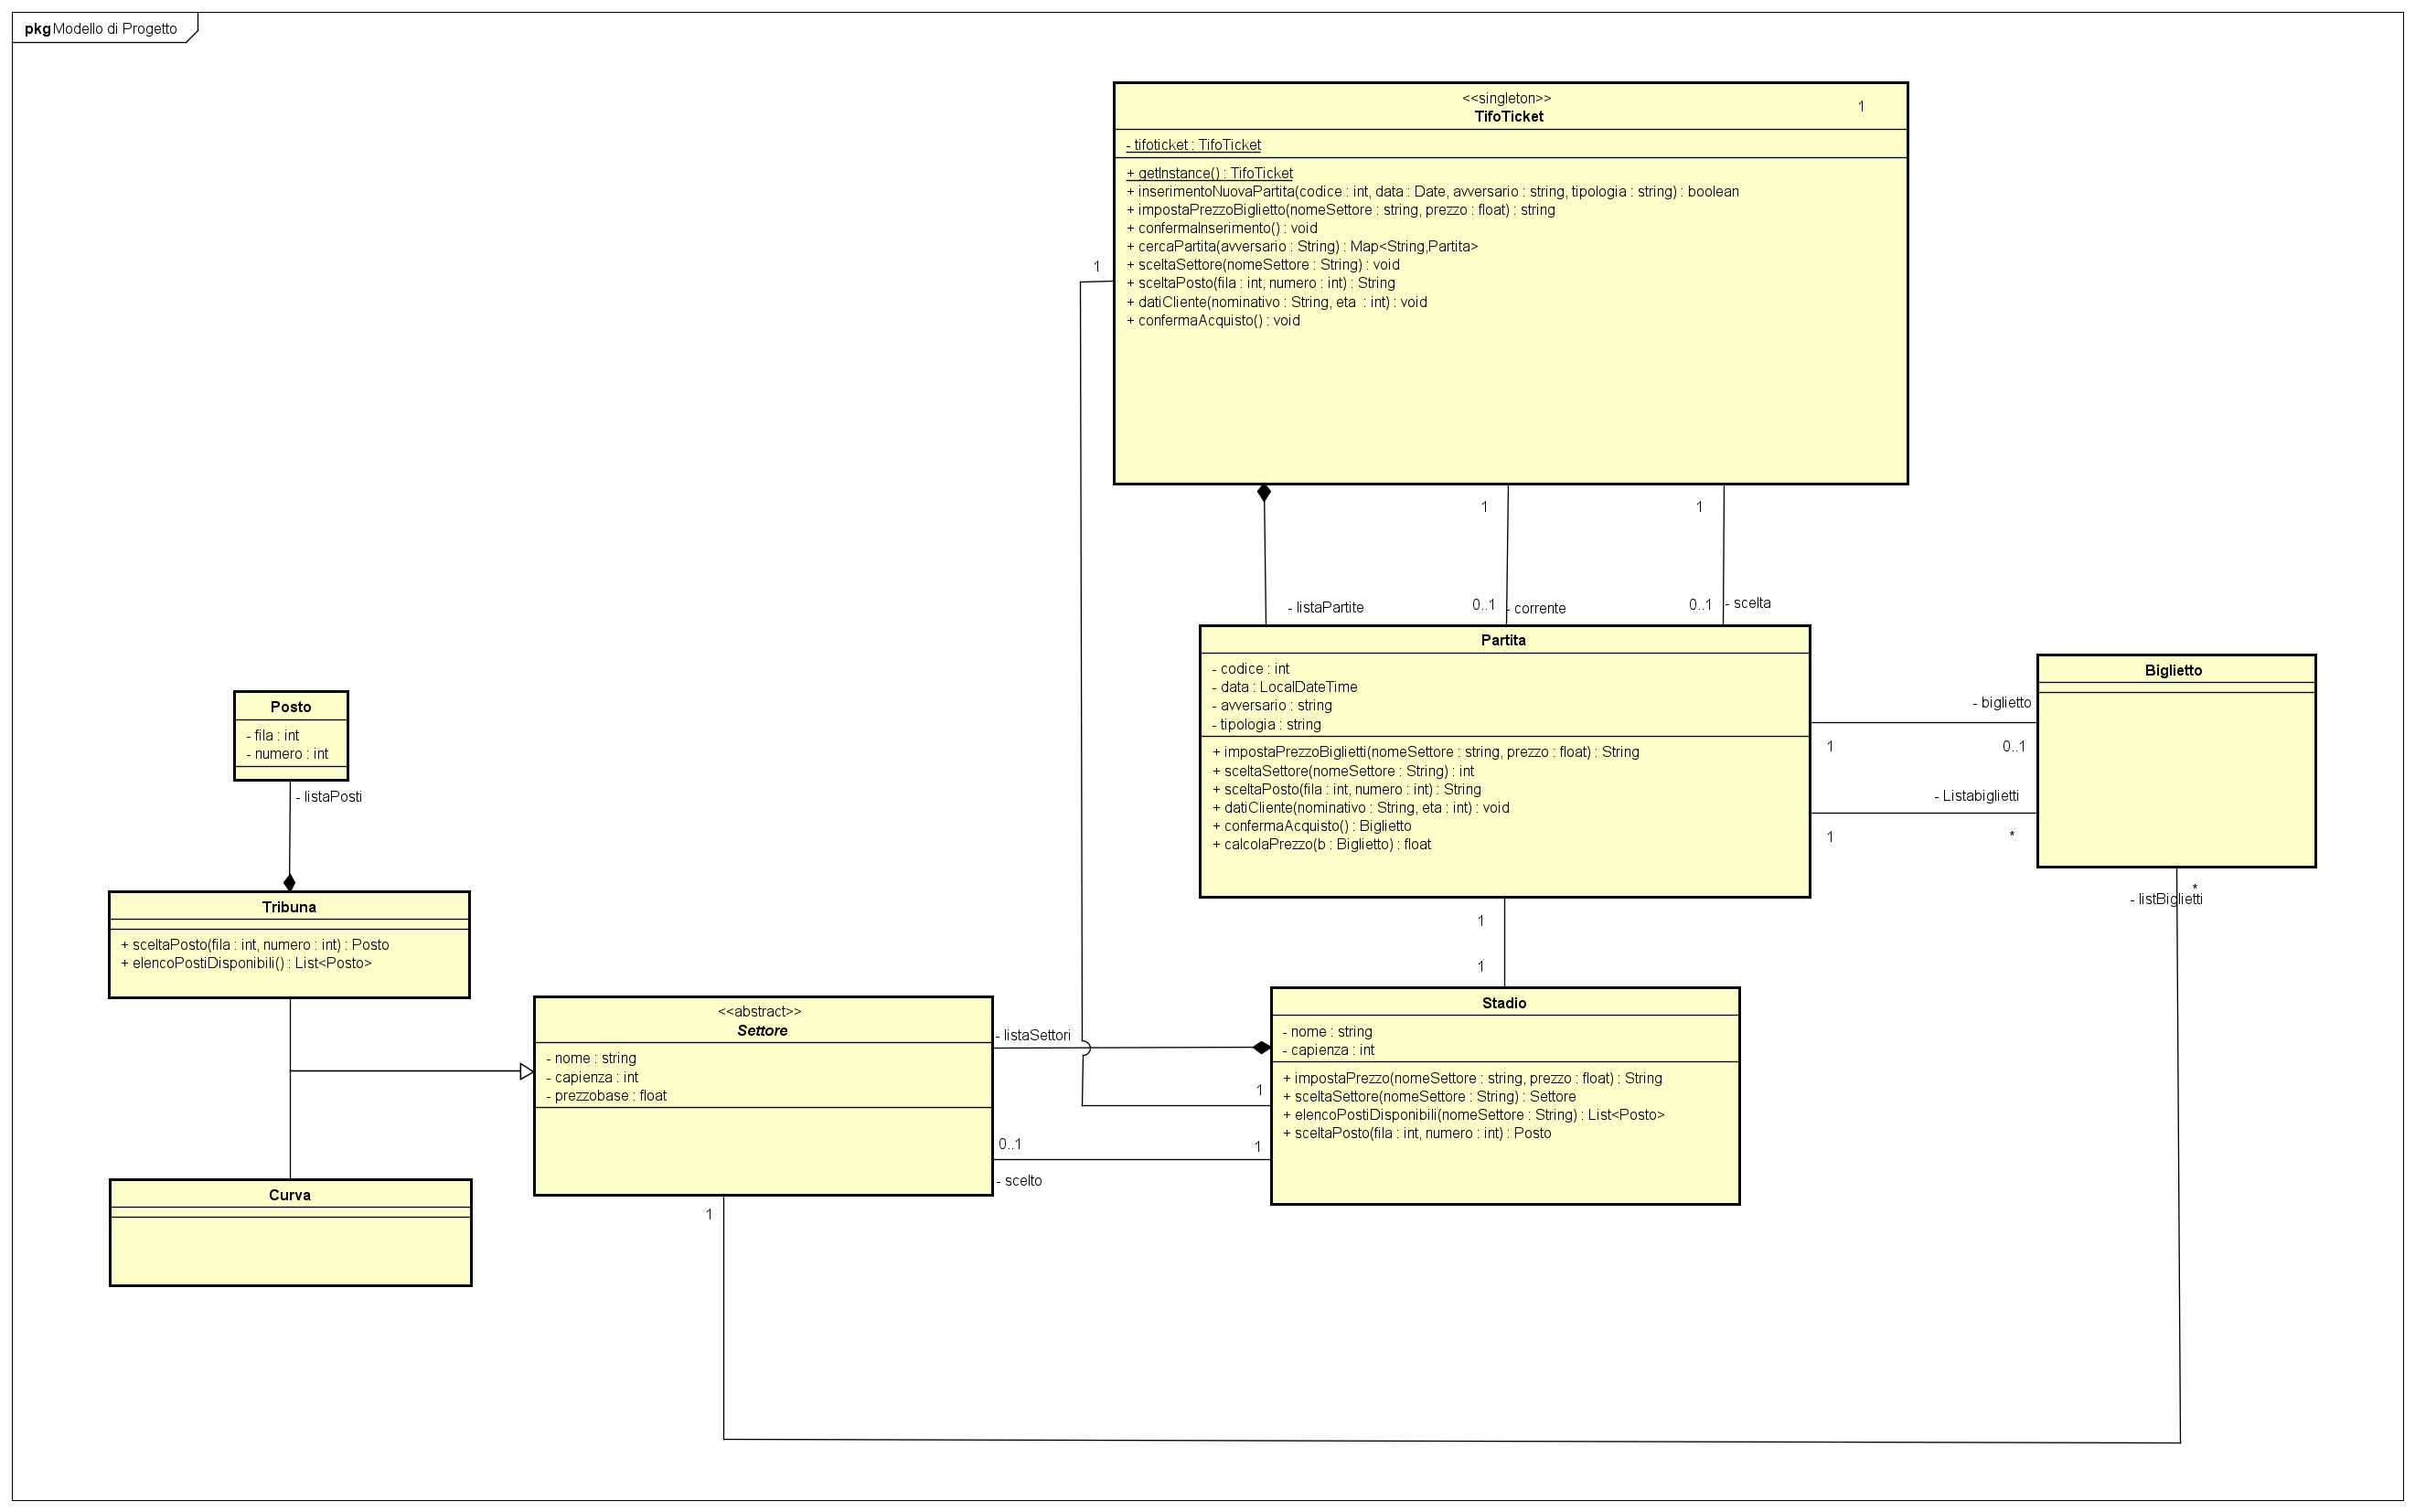 pkg Modello di Progetto
<<singleton>>
TifoTicket
1
- tifoticket : TifoTicket
+ getInstance() : TifoTicket
+ inserimentoNuovaPartita(codice : int, data : Date, avversario : string, tipologia : string) : boolean
+ impostaPrezzoBiglietto(nomeSettore : string, prezzo : float) : string
+ confermaInserimento() : void
+ cercaPartita(avversario : String) : Map<String,Partita>
+ sceltaSettore(nomeSettore : String) : void
+ sceltaPosto(fila : int, numero : int) : String
+ datiCliente(nominativo : String, eta  : int) : void
+ confermaAcquisto() : void
1
1
1
- listaPartite
0..1
- corrente
0..1
- scelta
Partita
- codice : int
- data : LocalDateTime
- avversario : string
- tipologia : string
+ impostaPrezzoBiglietti(nomeSettore : string, prezzo : float) : String
+ sceltaSettore(nomeSettore : String) : int
+ sceltaPosto(fila : int, numero : int) : String
+ datiCliente(nominativo : String, eta : int) : void
+ confermaAcquisto() : Biglietto
+ calcolaPrezzo(b : Biglietto) : float
Biglietto
- biglietto
1
0..1
- Listabiglietti
1
*
*
- listBiglietti
Posto
- fila : int
- numero : int
- listaPosti
Tribuna
+ sceltaPosto(fila : int, numero : int) : Posto
+ elencoPostiDisponibili() : List<Posto>
Curva
<<abstract>>
Settore
- nome : string
- capienza : int
- prezzobase : float
- listaSettori
0..1
- scelto
1
1
1
1
1
Stadio
- nome : string
- capienza : int
+ impostaPrezzo(nomeSettore : string, prezzo : float) : String
+ sceltaSettore(nomeSettore : String) : Settore
+ elencoPostiDisponibili(nomeSettore : String) : List<Posto>
+ sceltaPosto(fila : int, numero : int) : Posto